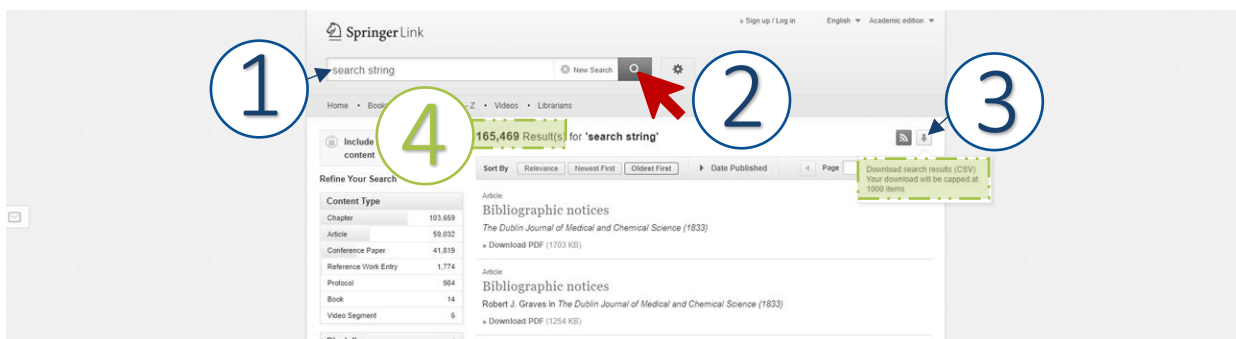 » Sign up / Log in English Academic edition
Springer Link
search string New Search
1
2
3
4
Home • Book Z • Videos • Librarians
Include
content
165,469 Result(s) for 'search string'
Sort By Relevance Newest First Oldest First Date Published Page
Download search results (CSV)
Your download will be capped at
1000 items
Refine Your Search
Content Type
Chapter 103,659
Article 59,032
Conference Paper 41,819
Reference Work Entry 1,774
Protocol 984
Book 14
Video Segment 6
Article
Bibliographic notices
The Dublin Journal of Medical and Chemical Science (1833)
» Download PDF (1703 KB)
Article
Bibliographic notices
Robert J. Graves in The Dublin Journal of Medical and Chemical Science (1833)
» Download PDF (1254 KB)